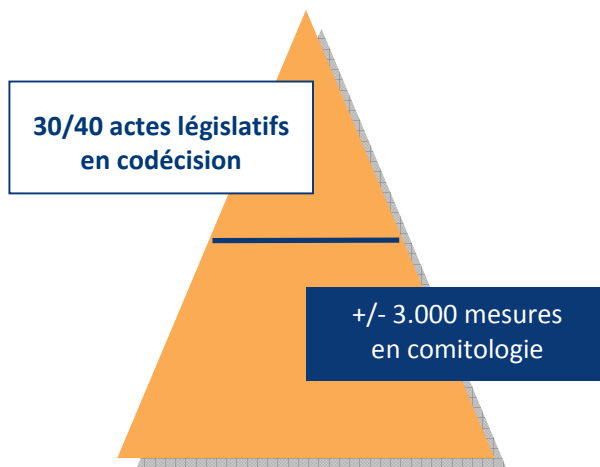 30/40 actes législatifs
en codécision
+/- 3.000 mesures
en comitologie